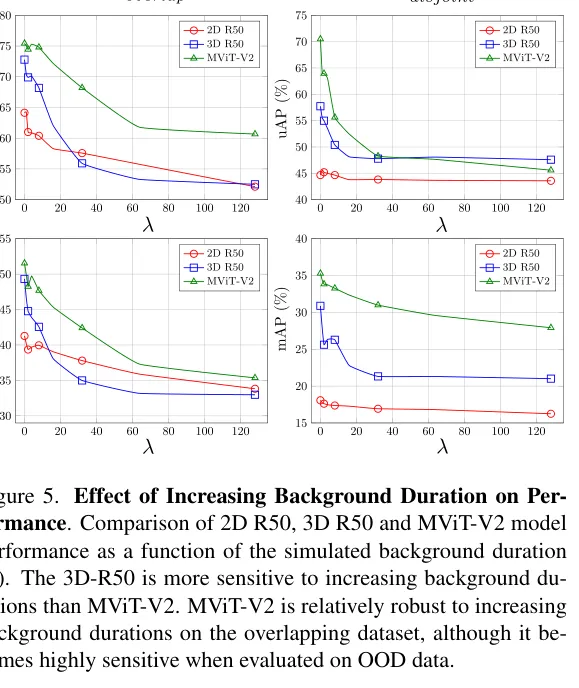 80
75
70
65
60
55
50
0 20 40 60 80 100 120
λ
2D R50
3D R50
MViT-V2
disjoint
75
70
65
60
55
50
45
40
uAP (%)
0 20 40 60 80 100 120
λ
2D R50
3D R50
MViT-V2
55
50
45
40
35
30
0 20 40 60 80 100 120
λ
2D R50
3D R50
MViT-V2
40
35
30
25
20
15
mAP (%)
0 20 40 60 80 100 120
λ
2D R50
3D R50
MViT-V2
igure 5. Effect of Increasing Background Duration on Per-
rmance. Comparison of 2D R50, 3D R50 and MViT-V2 model
erformance as a function of the simulated background duration
). The 3D-R50 is more sensitive to increasing background du-
tions than MViT-V2. MViT-V2 is relatively robust to increasing
ackground durations on the overlapping dataset, although it be-
mes highly sensitive when evaluated on OOD data.